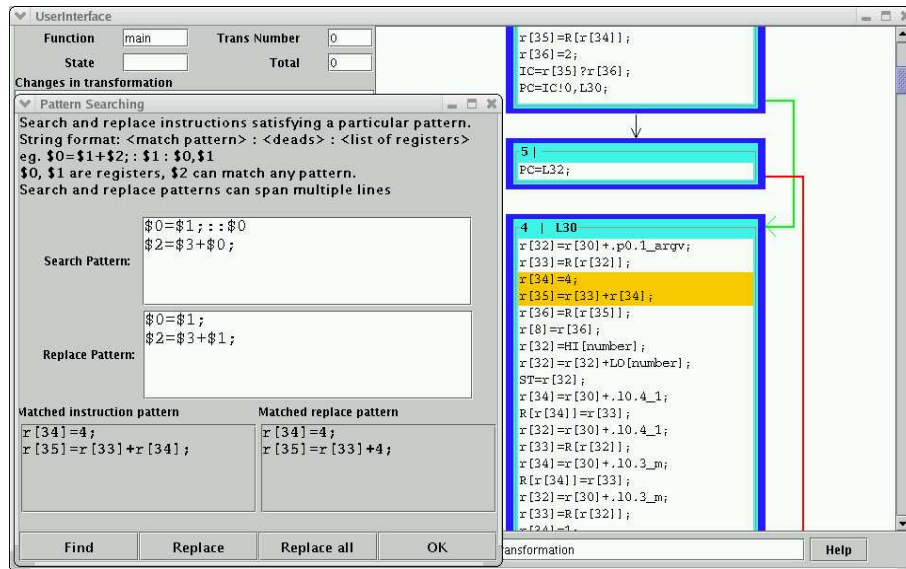 UserInterface
Function main Trans Number 0
State Total 0
Changes in transformation
Pattern Searching
Search and replace instructions satisfying a particular pattern.
String format: <match pattern> : <deads> : <list of registers>
eg. $0=$1+$2; : $1 : $0,$1
$0, $1 are registers, $2 can match any pattern.
Search and replace patterns can span multiple lines
Search Pattern:
$0=$1;::$0
$2=$3+$0;
Replace Pattern:
$0=$1;
$2=$3+$1;
Matched instruction pattern
r[34]=4;
r[35]=r[33]+r[34];
Matched replace pattern
r[34]=4;
r[35]=r[33]+4;
Find Replace Replace all OK
r[35]=R[r[34]];
r[36]=2;
IC=r[35]?r[36];
PC=IC!0,L30;
5 |
PC=L32;
4 | L30
r[32]=r[30]+.p0.1_argv;
r[33]=R[r[32]];
r[34]=4;
r[35]=r[33]+r[34];
r[36]=R[r[35]];
r[8]=r[36];
r[32]=HI[number];
r[32]=r[32]+LO[number];
ST=r[32];
r[34]=r[30]+.l0.4_1;
R[r[34]]=r[33];
r[32]=r[30]+.l0.4_1;
r[33]=R[r[32]];
r[34]=r[30]+.l0.3_m;
R[r[34]]=r[33];
r[32]=r[30]+.l0.3_m;
r[33]=R[r[32]];
r[34]=1;
ansformation
Help